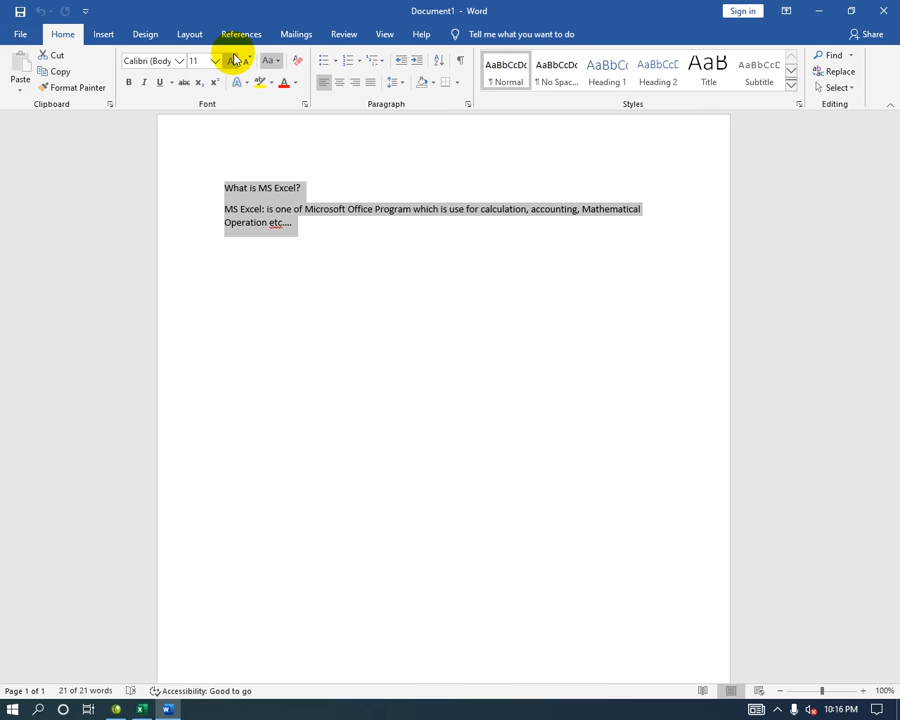 Document1 - Word
Sign in
File Home Insert Design Layout References Mailings Review View Help Tell me what you want to do Share
Paste
Cut
Copy
Format Painter
Clipboard
Calibri (Body 11 Aa
Font
Paragraph
AaBbCcDc AaBbCcDc AaBbC( AaBbCcI AaB AaBbCcD
¶ Normal ¶ No Spac... Heading 1 Heading 2 Title Subtitle
Styles
Find
Replace
Select
Editing
What is MS Excel?
MS Excel: is one of Microsoft Office Program which is use for calculation, accounting, Mathematical
Operation etc....
Page 1 of 1 21 of 21 words Accessibility: Good to go 100%
10:16 PM